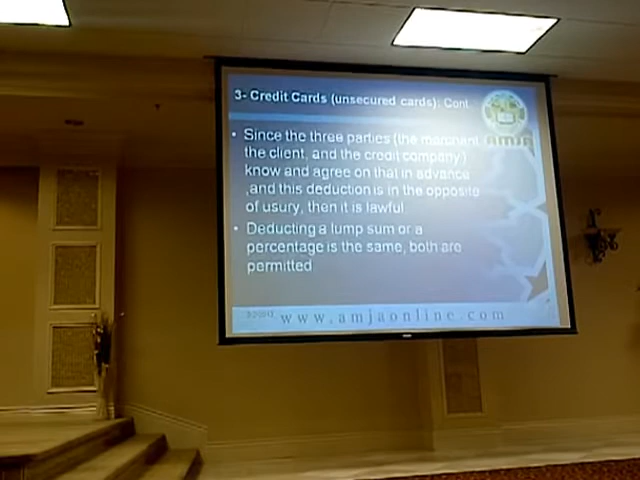 3- Credit Cards (unsecured cards): Cont
• Since the three parties (the merchant
the client, and the credit company)
know and agree on that in advance
,and this deduction is in the opposite
of usury, then it is lawful
• Deducting a lump sum or a
percentage is the same, both are
permitted
www.amjaonline.com